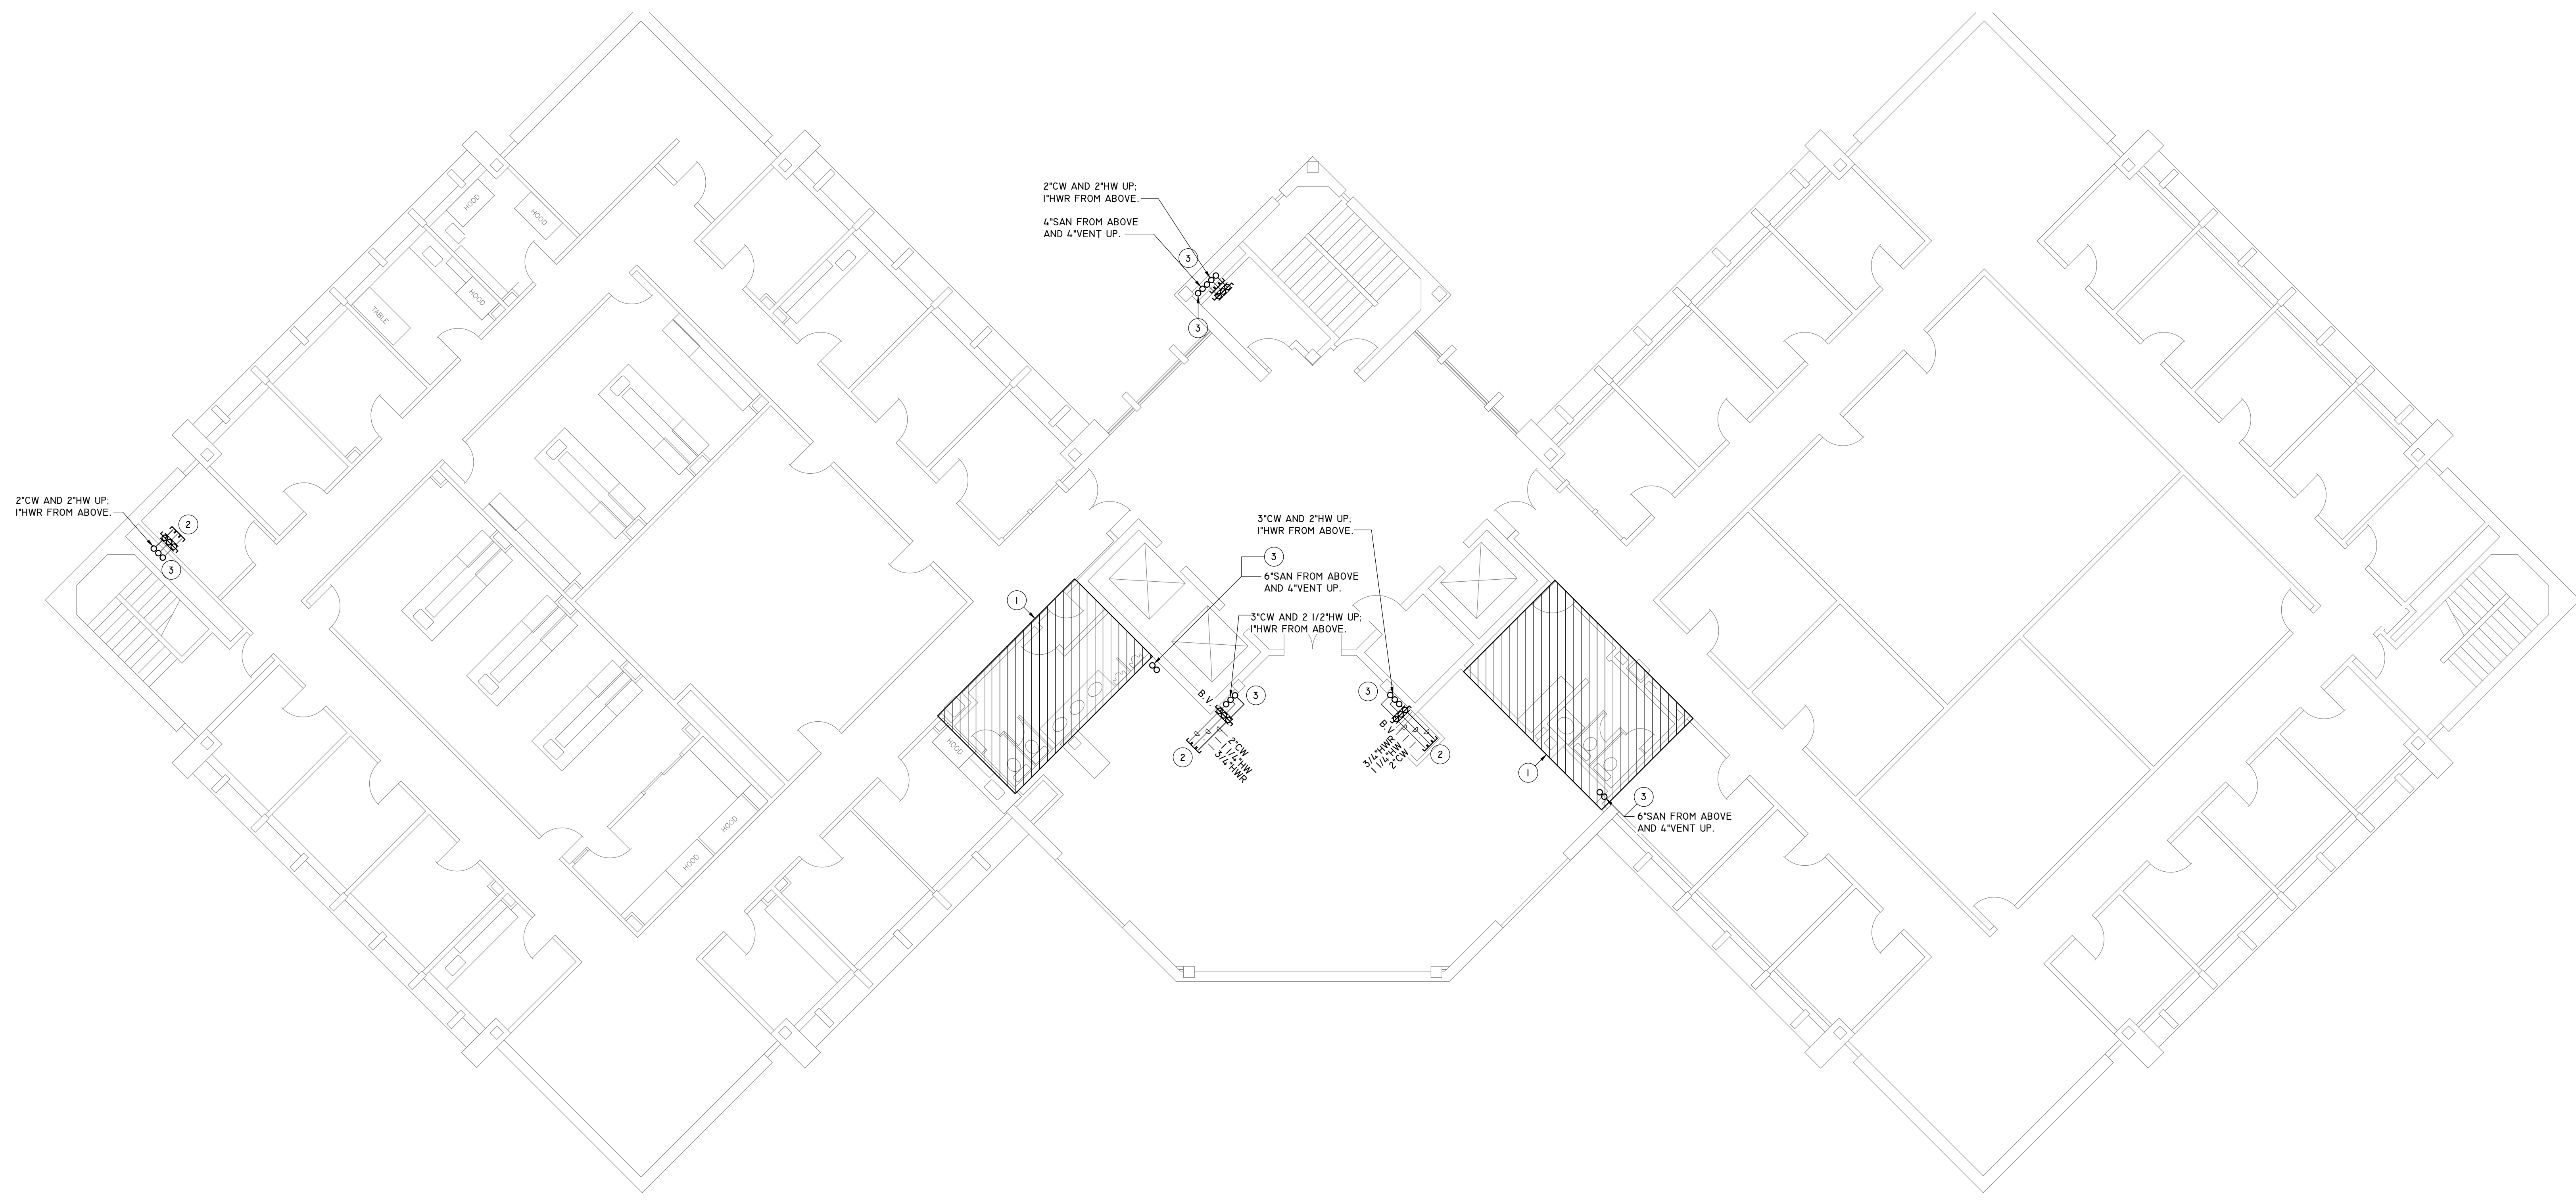 2"CW AND 2"HW UP;
1"HWR FROM ABOVE.
4"SAN FROM ABOVE
AND 4"VENT UP.
3
3
HOOD
HOOD
HOOD
TABLE
2"CW AND 2"HW UP;
1"HWR FROM ABOVE.
2
3
3"CW AND 2"HW UP;
1"HWR FROM ABOVE.
3
6"SAN FROM ABOVE
AND 4"VENT UP.
3"CW AND 2 1/2"HW UP;
1"HWR FROM ABOVE.
1
B.V.
3
3
2"CW
1 1/4"HW
3/4"HWR
2
B.V.
3/4"HWR
1 1/4"HW
2"CW
2
1
HOOD
3
6"SAN FROM ABOVE
AND 4"VENT UP.
HOOD
HOOD